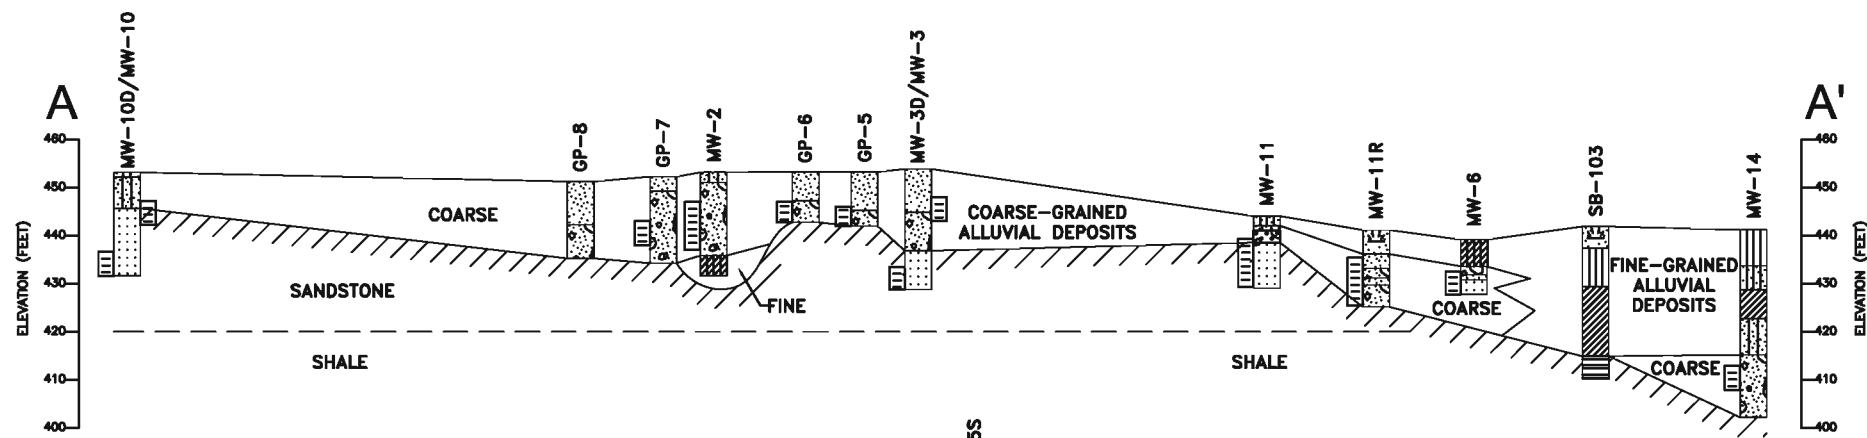 A
A'
MW-10D/MW-10
GP-8
GP-7
MW-2
GP-6
GP-5
MW-3D/MW-3
MW-11
MW-11R
MW-6
SB-103
MW-14
ELEVATION (FEET)
460
450
440
430
420
410
400
COARSE
COARSE-GRAINED
ALLUVIAL DEPOSITS
SANDSTONE
FINE
COARSE
FINE-GRAINED
ALLUVIAL
DEPOSITS
COARSE
SHALE
SHALE
460
450
440
430
420
410
400
ELEVATION (FEET)